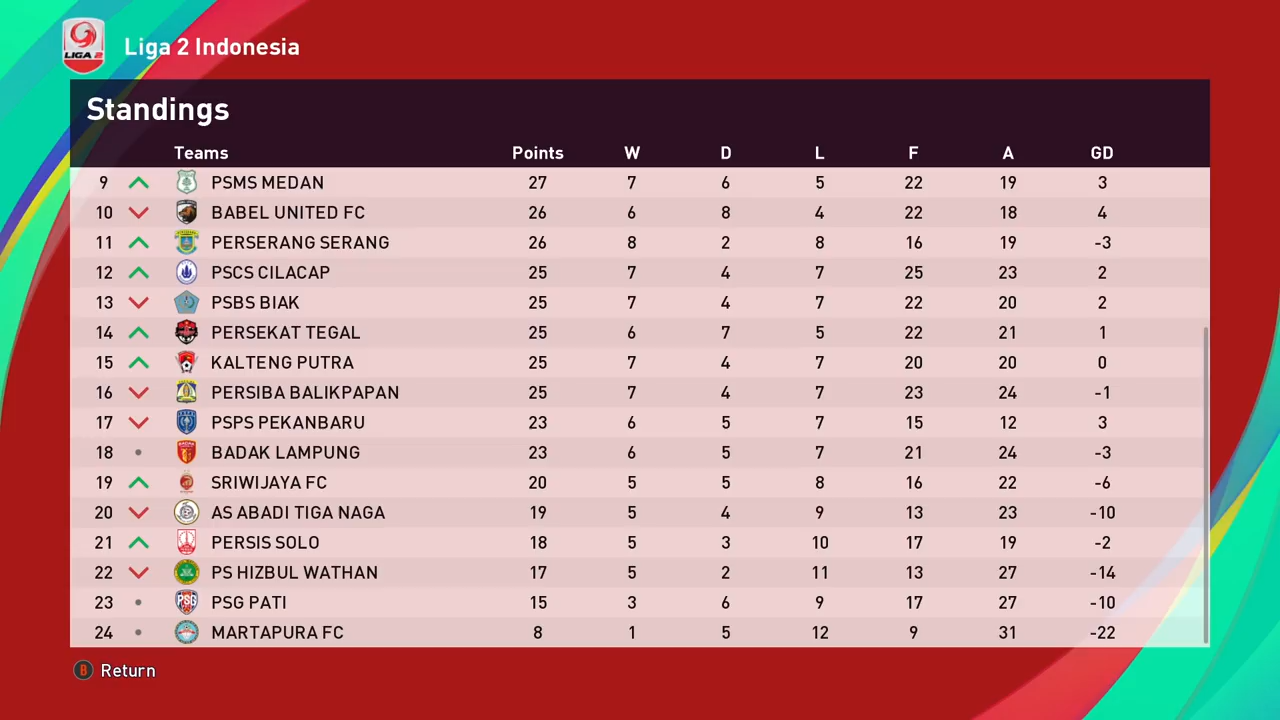 LIGA 2
Liga 2 Indonesia
Standings
Teams Points W D L F A GD
9 PSMS MEDAN 27 7 6 5 22 19 3
10 BABEL UNITED FC 26 6 8 4 22 18 4
11 PERSERANG SERANG 26 8 2 8 16 19 -3
12 PSCS CILACAP 25 7 4 7 25 23 2
13 PSBS BIAK 25 7 4 7 22 20 2
14 PERSEKAT TEGAL 25 6 7 5 22 21 1
15 KALTENG PUTRA 25 7 4 7 20 20 0
16 PERSIBA BALIKPAPAN 25 7 4 7 23 24 -1
17 PSPS PEKANBARU 23 6 5 7 15 12 3
18 BADAK LAMPUNG 23 6 5 7 21 24 -3
19 SRIWIJAYA FC 20 5 5 8 16 22 -6
20 AS ABADI TIGA NAGA 19 5 4 9 13 23 -10
21 PERSIS SOLO 18 5 3 10 17 19 -2
22 PS HIZBUL WATHAN 17 5 2 11 13 27 -14
23 PSG PATI 15 3 6 9 17 27 -10
24 MARTAPURA FC 8 1 5 12 9 31 -22
B Return